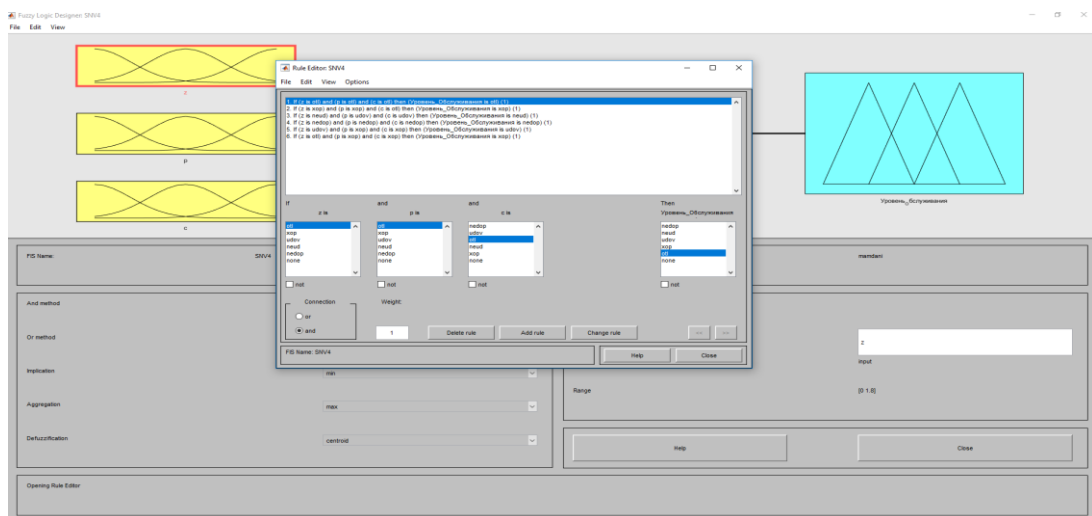 Fuzzy Logic Designer: SNV4
File Edit View
z
p
c
Уровень_Обслуживания
FIS Name: SNV4
mamdani
And method
Or method
Implication
min
Aggregation
max
Defuzzification
centroid
z
input
Range
[0 1.8]
Help
Close
Opening Rule Editor
Rule Editor: SNV4
File Edit View Options
1. If (z is otl) and (p is otl) and (c is otl) then (Уровень_Обслуживания is otl) (1)
2. If (z is xop) and (p is xop) and (c is otl) then (Уровень_Обслуживания is xop) (1)
3. If (z is neud) and (p is udov) and (c is udov) then (Уровень_Обслуживания is neud) (1)
4. If (z is nedop) and (p is nedop) and (c is nedop) then (Уровень_Обслуживания is nedop) (1)
5. If (z is udov) and (p is xop) and (c is xop) then (Уровень_Обслуживания is udov) (1)
6. If (z is otl) and (p is xop) and (c is xop) then (Уровень_Обслуживания is xop) (1)
If
z is
otl
xop
udov
neud
nedop
none
not
and
p is
otl
xop
udov
neud
nedop
none
not
and
c is
nedop
udov
otl
neud
xop
none
not
Then
Уровень_Обслуживания
nedop
neud
udov
xop
otl
none
not
Connection
or
and
Weight:
1
Delete rule
Add rule
Change rule
<<
>>
FIS Name: SNV4
Help
Close